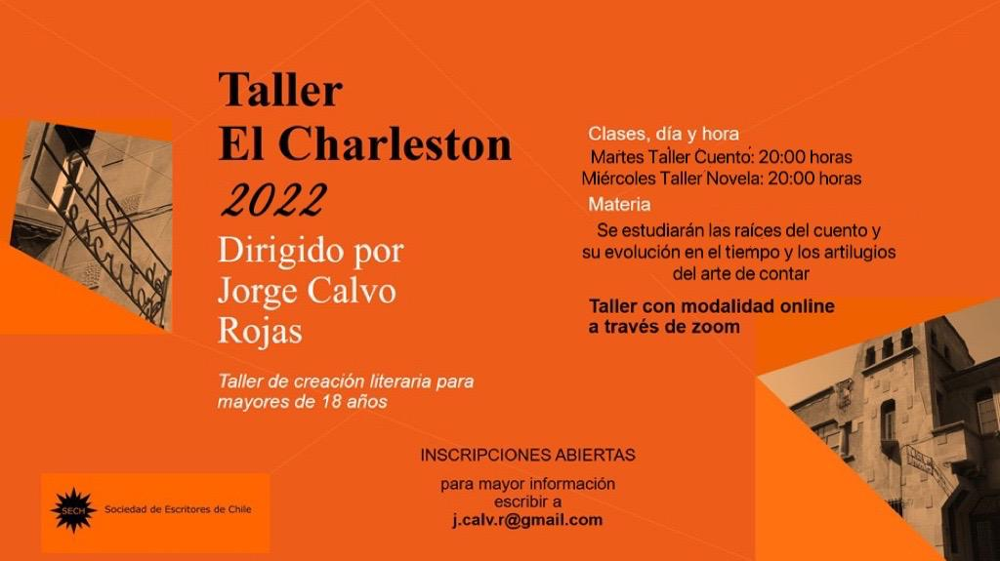 Taller
El Charleston
2022
Dirigido por
Jorge Calvo
Rojas
Taller de creación literaria para
mayores de 18 años
Clases, día y hora
Martes Taller Cuento: 20:00 horas
Miércoles Taller Novela: 20:00 horas
Materia
Se estudiarán las raíces del cuento y
su evolución en el tiempo y los artilugios
del arte de contar
Taller con modalidad online
a través de zoom
INSCRIPCIONES ABIERTAS
para mayor información
escribir a
j.calv.r@gmail.com
SECH
Sociedad de Escritores de Chile
CASA del
escritor